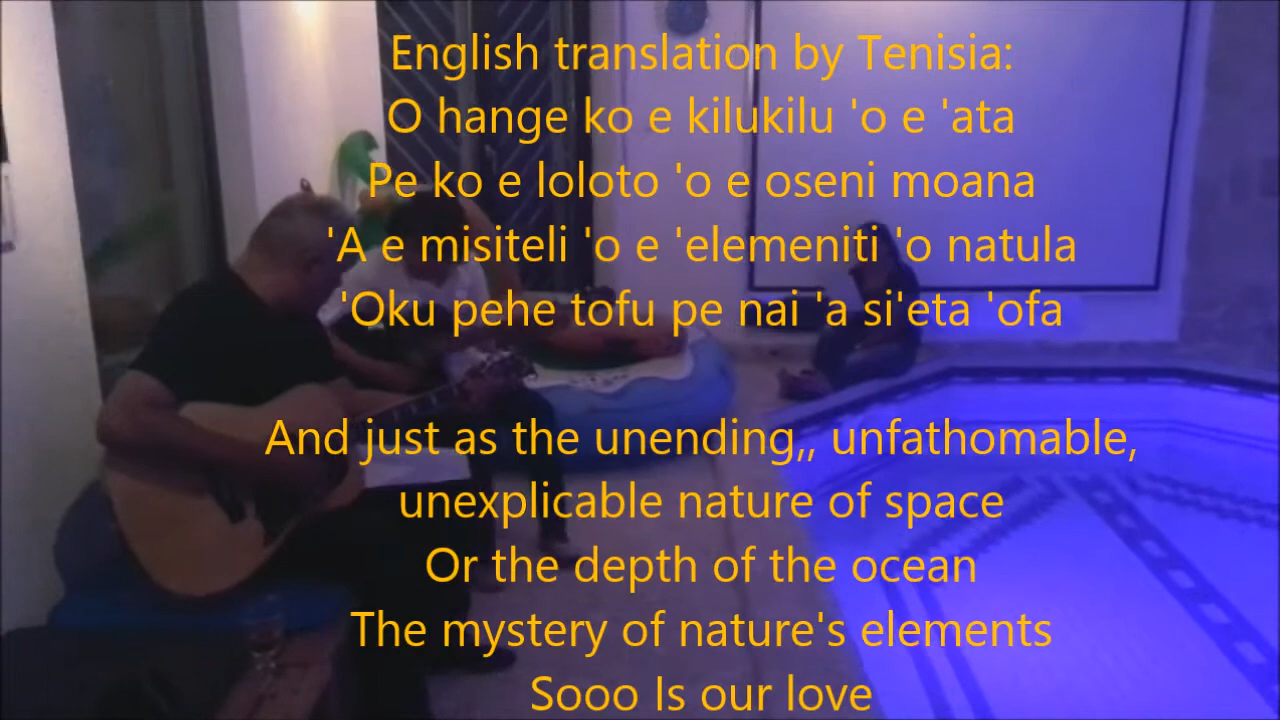 English translation by Tenisia:
O hange ko e kilukilu 'o e 'ata
Pe ko e loloto 'o e oseni moana
'A e misiteli 'o e 'elemeniti 'o natula
'Oku pehe tofu pe nai 'a si'eta 'ofa
And just as the unending,, unfathomable,
unexplicable nature of space
Or the depth of the ocean
The mystery of nature's elements
Sooo Is our love